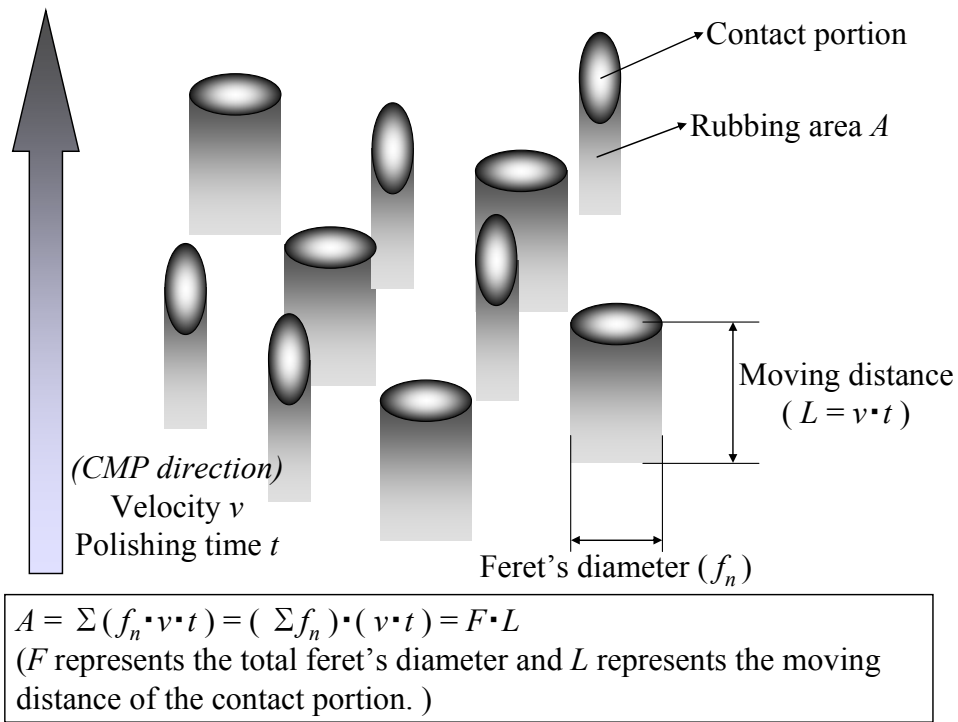 Contact portion
Rubbing area A
Moving distance
( L = v·t )
(CMP direction)
Velocity v
Polishing time t
Feret's diameter (fₙ)
A = Σ(fₙ·v·t) = ( Σfₙ)·( v·t) = F·L
(F represents the total feret's diameter and L represents the moving
distance of the contact portion. )